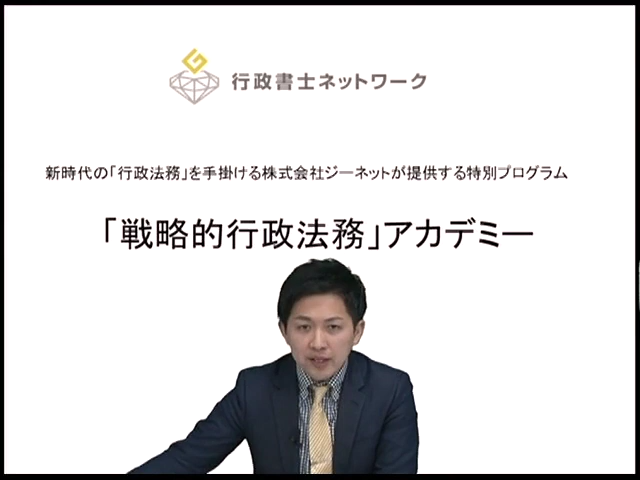 行政書士ネットワーク
新時代の「行政法務」を手掛ける株式会社ジーネットが提供する特別プログラム
「戦略的行政法務」アカデミー